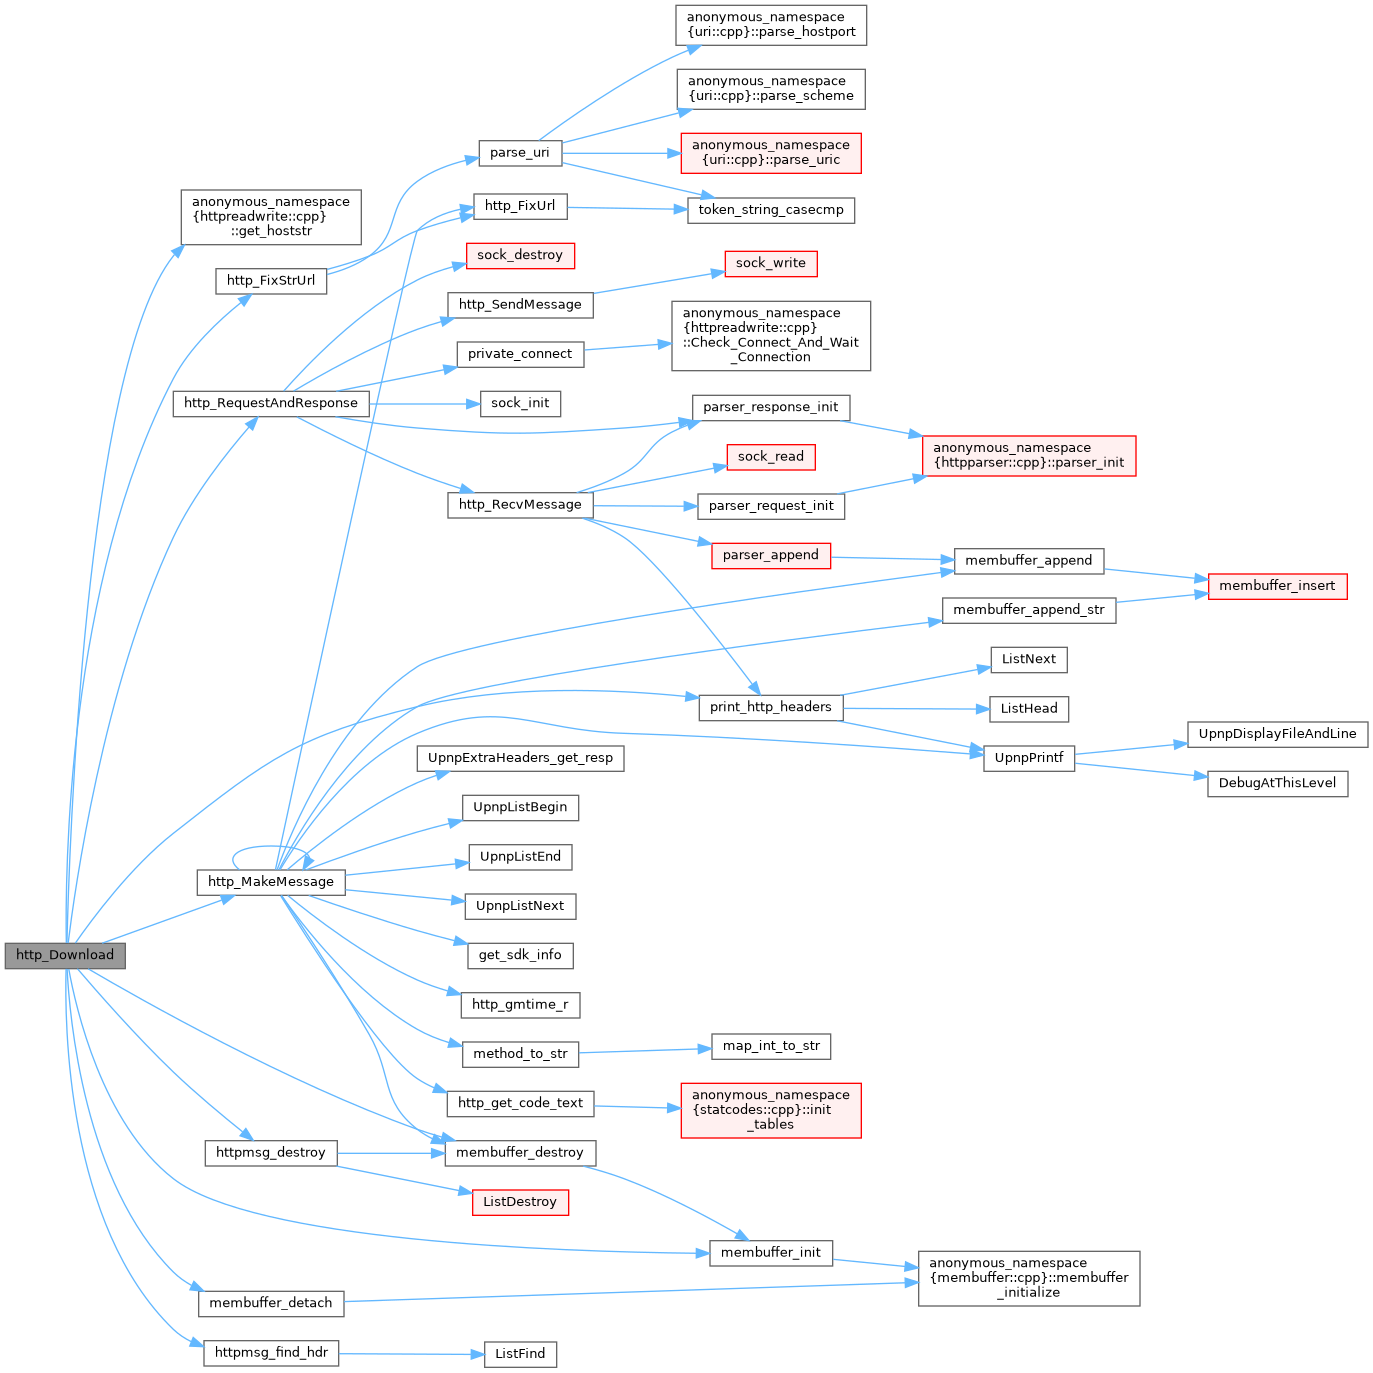 anonymous_namespace
{uri::cpp}::parse_hostport
anonymous_namespace
{uri::cpp}::parse_scheme
anonymous_namespace
{uri::cpp}::parse_uric
parse_uri
token_string_casecmp
anonymous_namespace
{httpreadwrite::cpp}
::get_hoststr
http_FixUrl
sock_destroy
sock_write
http_FixStrUrl
http_SendMessage
anonymous_namespace
{httpreadwrite::cpp}
::Check_Connect_And_Wait
_Connection
private_connect
http_RequestAndResponse
sock_init
parser_response_init
anonymous_namespace
{httpparser::cpp}::parser_init
sock_read
http_RecvMessage
parser_request_init
parser_append
membuffer_append
membuffer_insert
membuffer_append_str
ListNext
print_http_headers
ListHead
UpnpDisplayFileAndLine
UpnpPrintf
DebugAtThisLevel
UpnpExtraHeaders_get_resp
UpnpListBegin
UpnpListEnd
http_MakeMessage
UpnpListNext
http_Download
get_sdk_info
http_gmtime_r
method_to_str
map_int_to_str
http_get_code_text
anonymous_namespace
{statcodes::cpp}::init
_tables
httpmsg_destroy
membuffer_destroy
ListDestroy
membuffer_init
anonymous_namespace
{membuffer::cpp}::membuffer
_initialize
membuffer_detach
httpmsg_find_hdr
ListFind